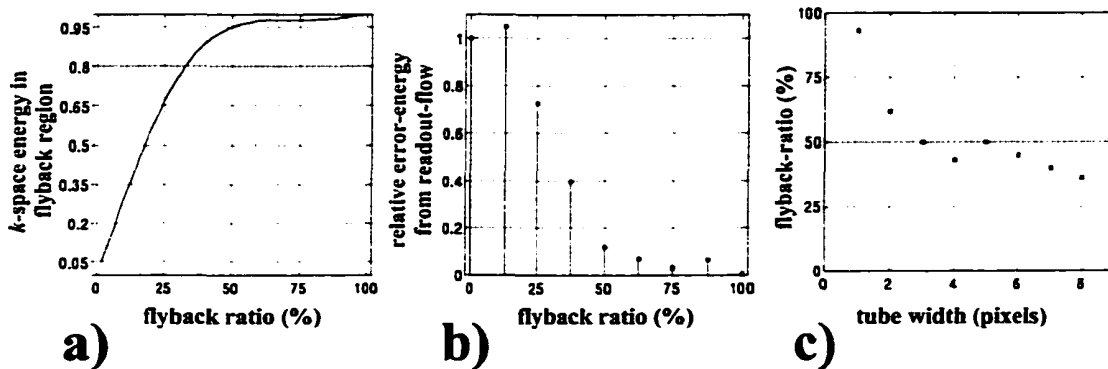 0.95
0.8
0.65
0.5
0.35
0.2
0.05
0 25 50 75 100
k-space energy in
flyback region
flyback ratio (%)
a)
1
0.8
0.6
0.4
0.2
0
0 25 50 75 100
relative error-energy
from readout-flow
flyback ratio (%)
b)
100
75
50
25
0
0 2 4 6 8
flyback-ratio (%)
tube width (pixels)
c)